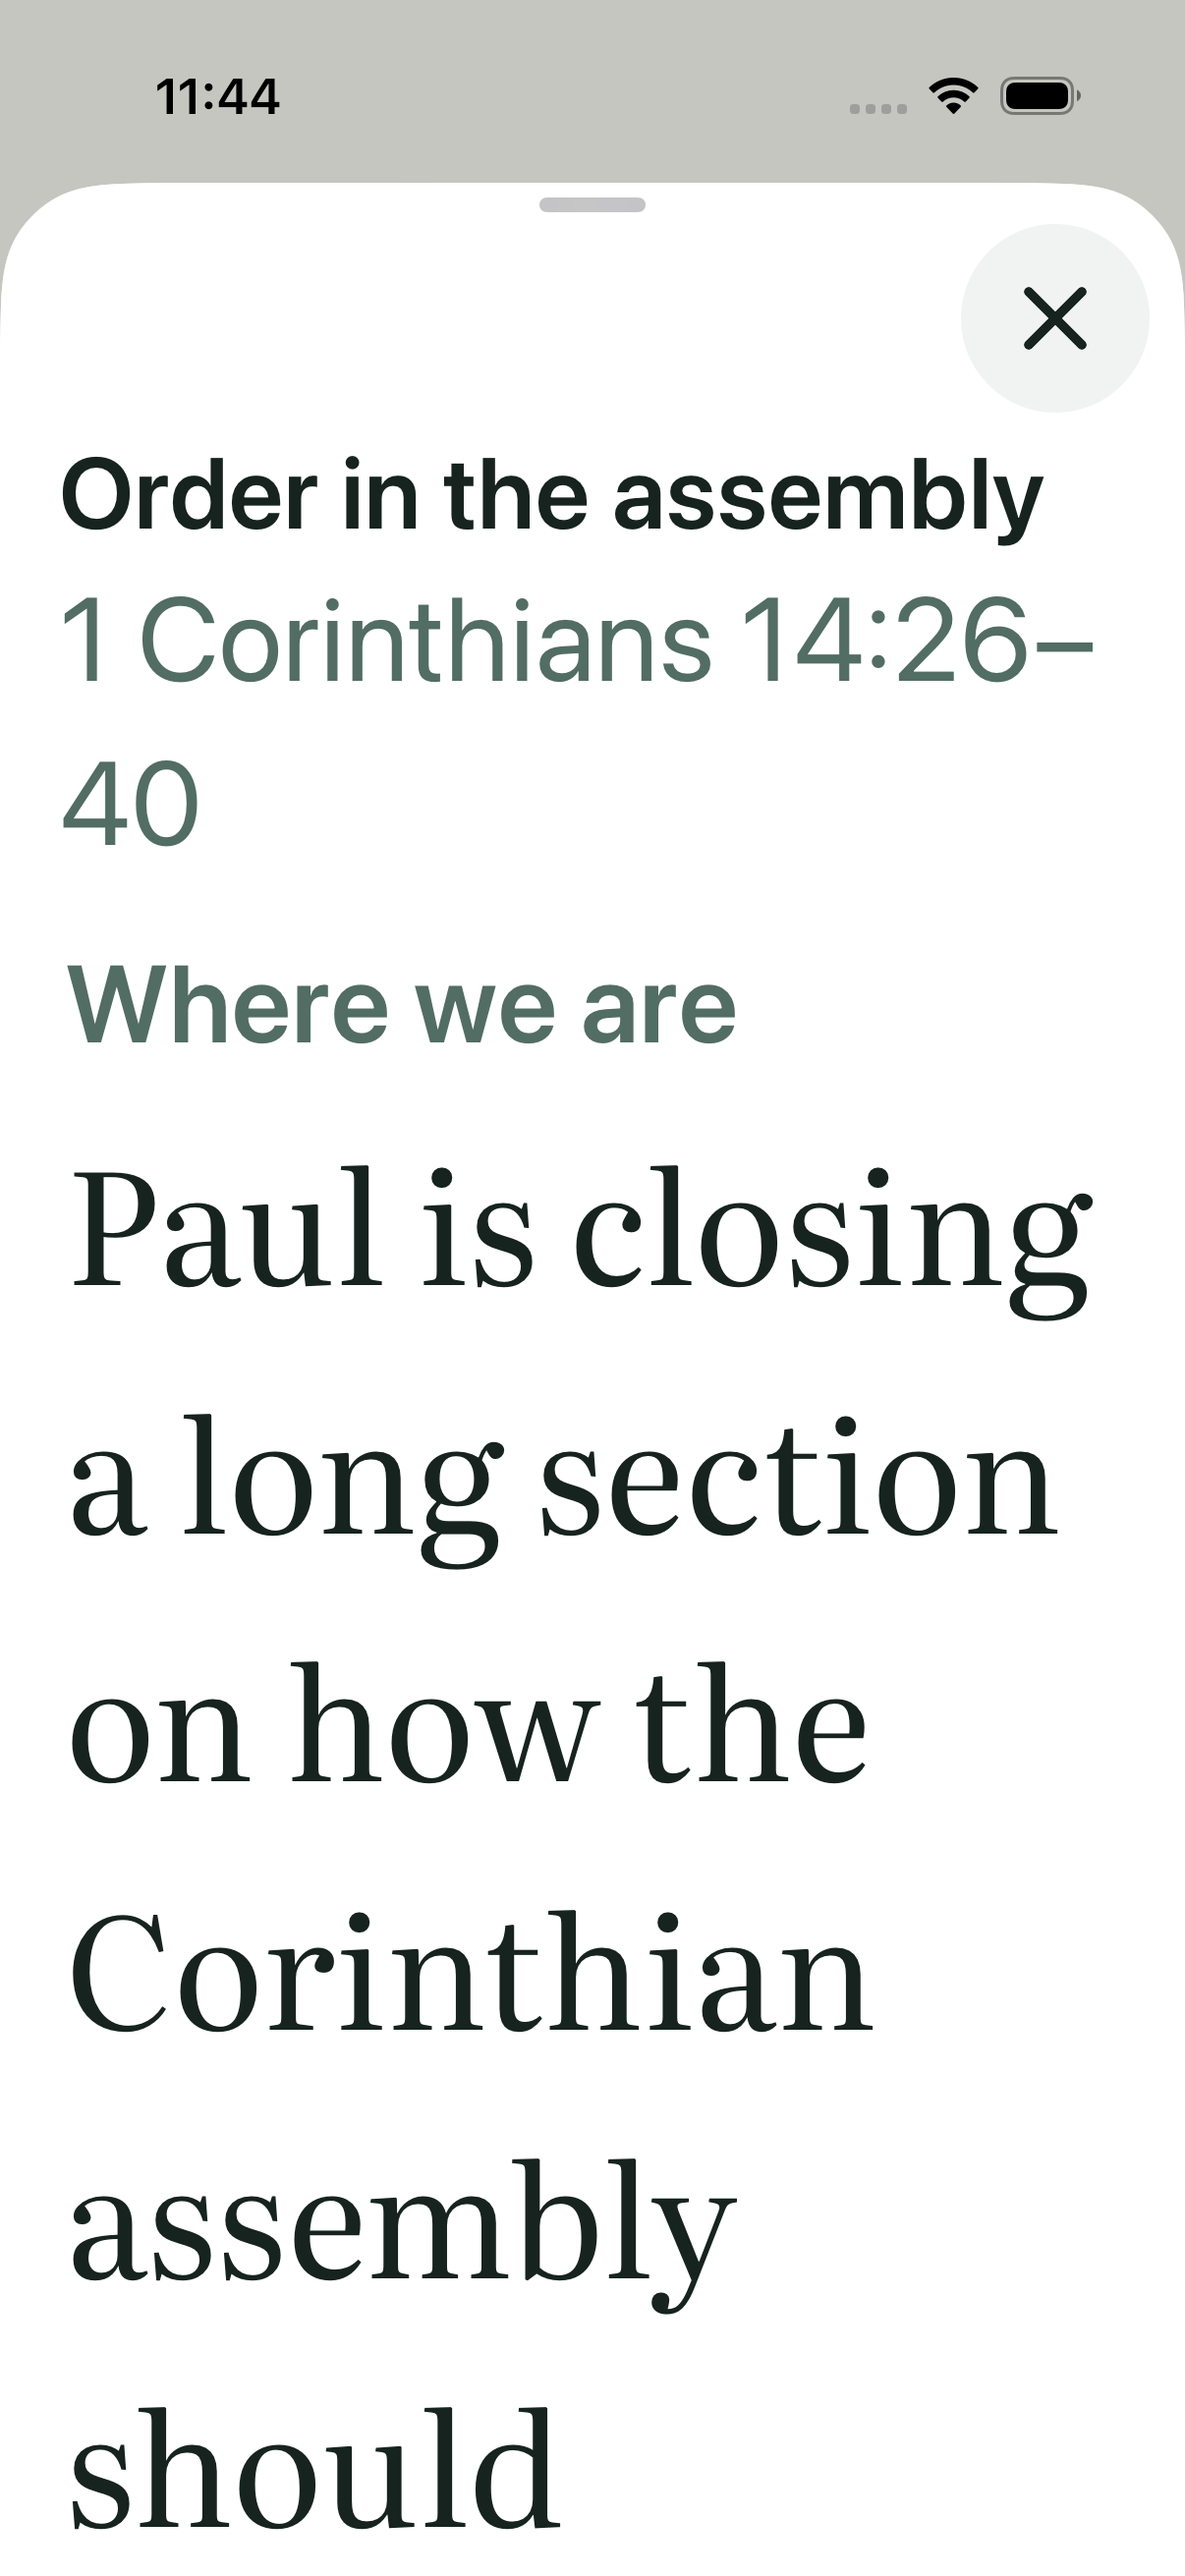 11:44
Order in the assembly
1 Corinthians 14:26–
40
Where we are
Paul is closing
a long section
on how the
Corinthian
assembly
should